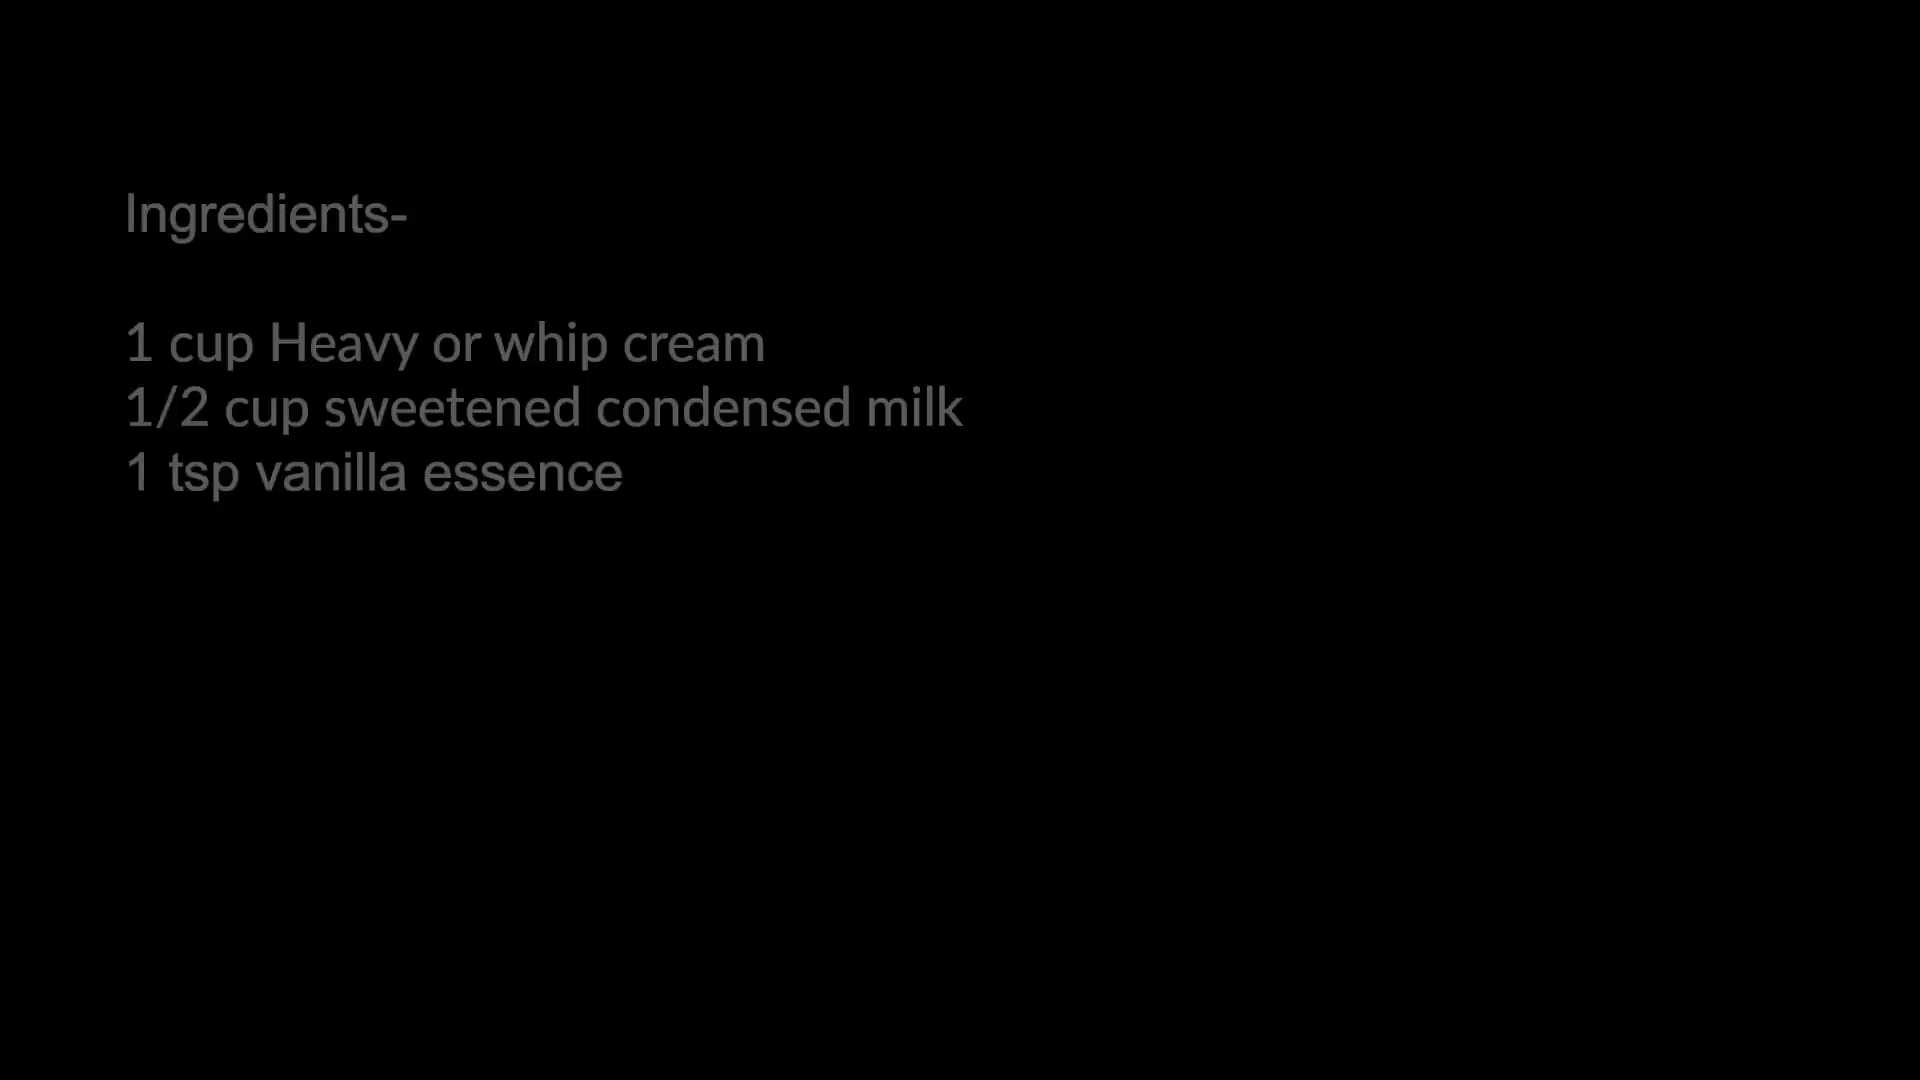 Ingredients-
1 cup Heavy or whip cream
1/2 cup sweetened condensed milk
1 tsp vanilla essence